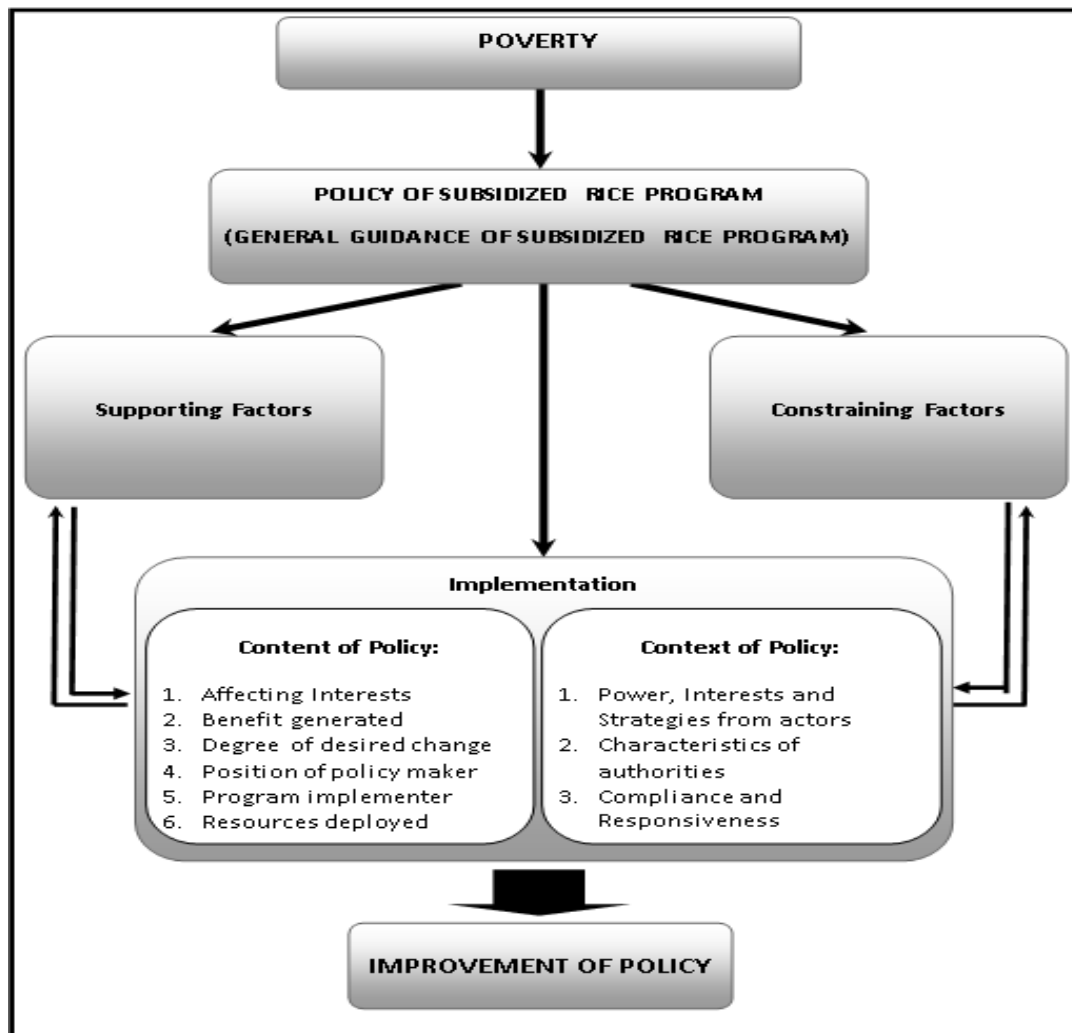 POVERTY
POLICY OF SUBSIDIZED RICE PROGRAM
(GENERAL GUIDANCE OF SUBSIDIZED RICE PROGRAM)
Supporting Factors
Constraining Factors
Implementation
Content of Policy:
1. Affecting Interests
2. Benefit generated
3. Degree of desired change
4. Position of policy maker
5. Program implementer
6. Resources deployed
Context of Policy:
1. Power, Interests and
Strategies from actors
2. Characteristics of
authorities
3. Compliance and
Responsiveness
IMPROVEMENT OF POLICY